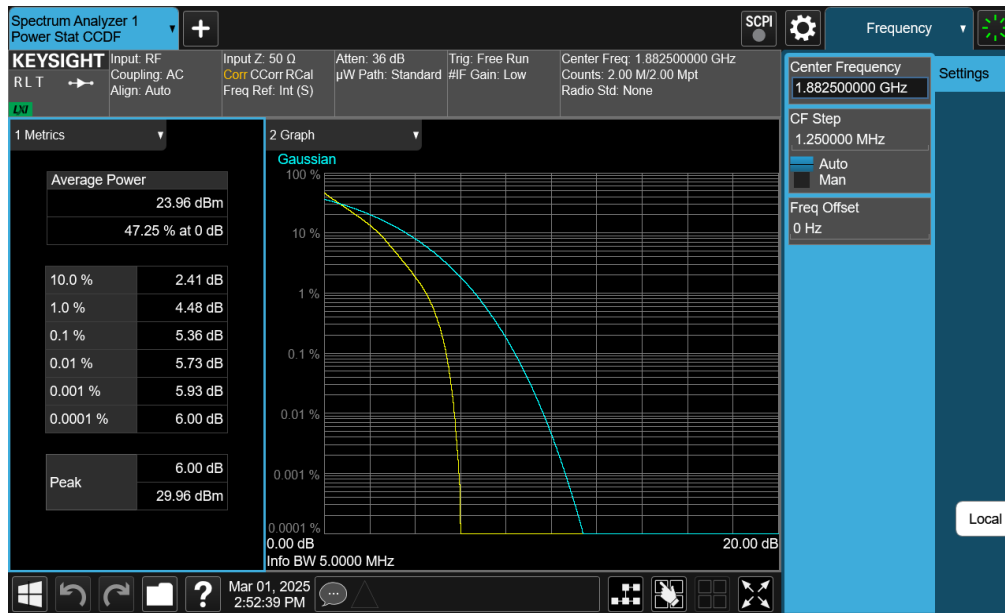 Spectrum Analyzer 1
Power Stat CCDF
SCPI
Frequency
KEYSIGHT
R L T
LXI
Input: RF
Coupling: AC
Align: Auto
Input Z: 50 Ω
Corr CCorr RCal
Freq Ref: Int (S)
Atten: 36 dB
µW Path: Standard
Trig: Free Run
#IF Gain: Low
Center Freq: 1.882500000 GHz
Counts: 2.00 M/2.00 Mpt
Radio Std: None
Center Frequency
1.882500000 GHz
Settings
CF Step
1.250000 MHz
Auto
Man
Freq Offset
0 Hz
Local
1 Metrics
Average Power
23.96 dBm
47.25 % at 0 dB
10.0 % 2.41 dB
1.0 % 4.48 dB
0.1 % 5.36 dB
0.01 % 5.73 dB
0.001 % 5.93 dB
0.0001 % 6.00 dB
Peak
6.00 dB
29.96 dBm
2 Graph
Gaussian
100 %
10 %
1 %
0.1 %
0.01 %
0.001 %
0.0001 %
0.00 dB 20.00 dB
Info BW 5.0000 MHz
?
Mar 01, 2025
2:52:39 PM